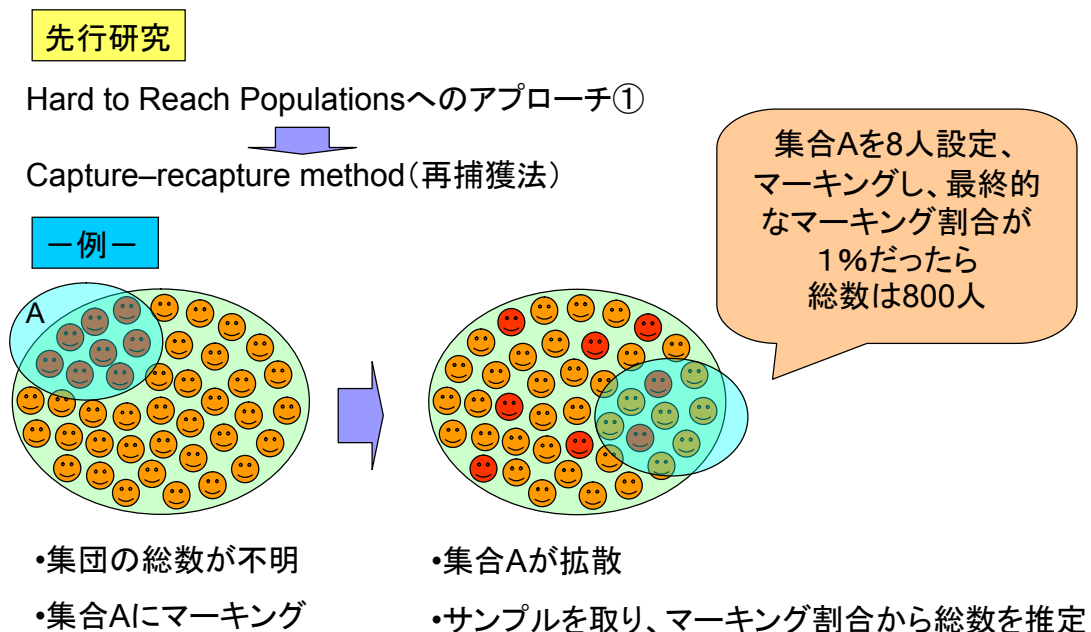 先行研究
Hard to Reach Populationsへのアプローチ①
Capture–recapture method(再捕獲法)
集合Aを8人設定、
マーキングし、最終的
なマーキング割合が
1%だったら
総数は800人
－例－
A
•集団の総数が不明
•集合Aにマーキング
•集合Aが拡散
•サンプルを取り、マーキング割合から総数を推定